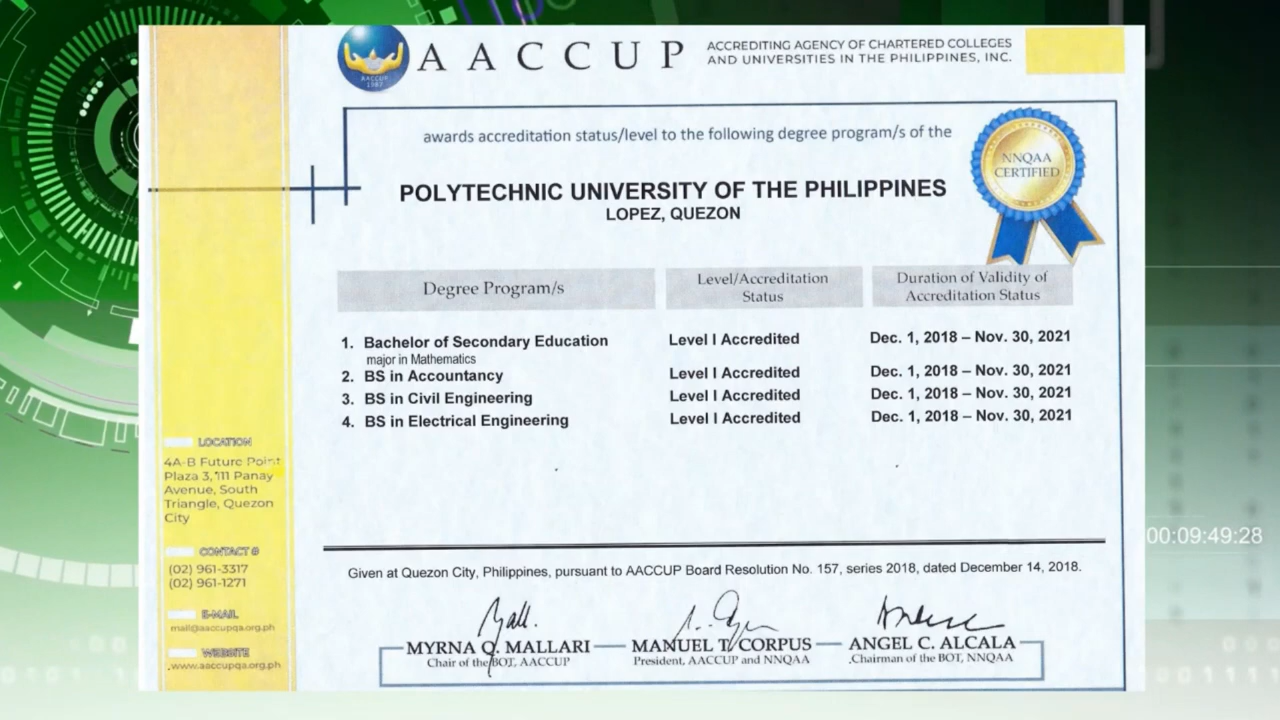 AACCUP
ACCREDITING AGENCY OF CHARTERED COLLEGES
AND UNIVERSITIES IN THE PHILIPPINES, INC.
AACCUP
1987
awards accreditation status/level to the following degree program/s of the
NNQAA
CERTIFIED
POLYTECHNIC UNIVERSITY OF THE PHILIPPINES
LOPEZ, QUEZON
Degree Program/s
Level/Accreditation
Status
Duration of Validity of
Accreditation Status
1. Bachelor of Secondary Education Level I Accredited Dec. 1, 2018 – Nov. 30, 2021
major in Mathematics
2. BS in Accountancy Level I Accredited Dec. 1, 2018 – Nov. 30, 2021
3. BS in Civil Engineering Level I Accredited Dec. 1, 2018 – Nov. 30, 2021
4. BS in Electrical Engineering Level I Accredited Dec. 1, 2018 – Nov. 30, 2021
LOCATION
4A-B Future Point
Plaza 3, 111 Panay
Avenue, South
Triangle, Quezon
City
CONTACT #
(02) 961-3317
(02) 961-1271
E-MAIL
mail@aaccupqa.org.ph
WEBSITE
www.aaccupqa.org.ph
Given at Quezon City, Philippines, pursuant to AACCUP Board Resolution No. 157, series 2018, dated December 14, 2018.
MYRNA Q. MALLARI
Chair of the BOT, AACCUP
MANUEL T. CORPUS
President, AACCUP and NNQAA
ANGEL C. ALCALA
Chairman of the BOT, NNQAA
00:09:49:28